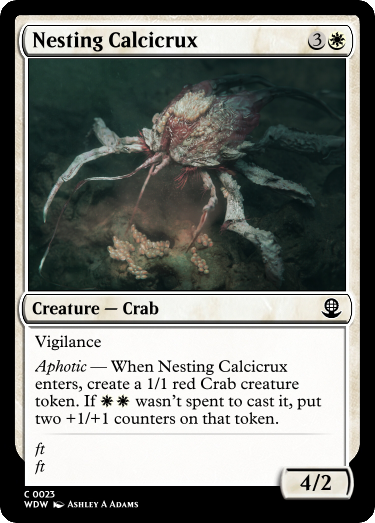 Nesting Calcicrux 3
Creature — Crab
Vigilance
Aphotic — When Nesting Calcicrux
enters, create a 1/1 red Crab creature
token. If wasn't spent to cast it, put
two +1/+1 counters on that token.
ft
ft
4/2
C 0023
WDW Ashley A Adams